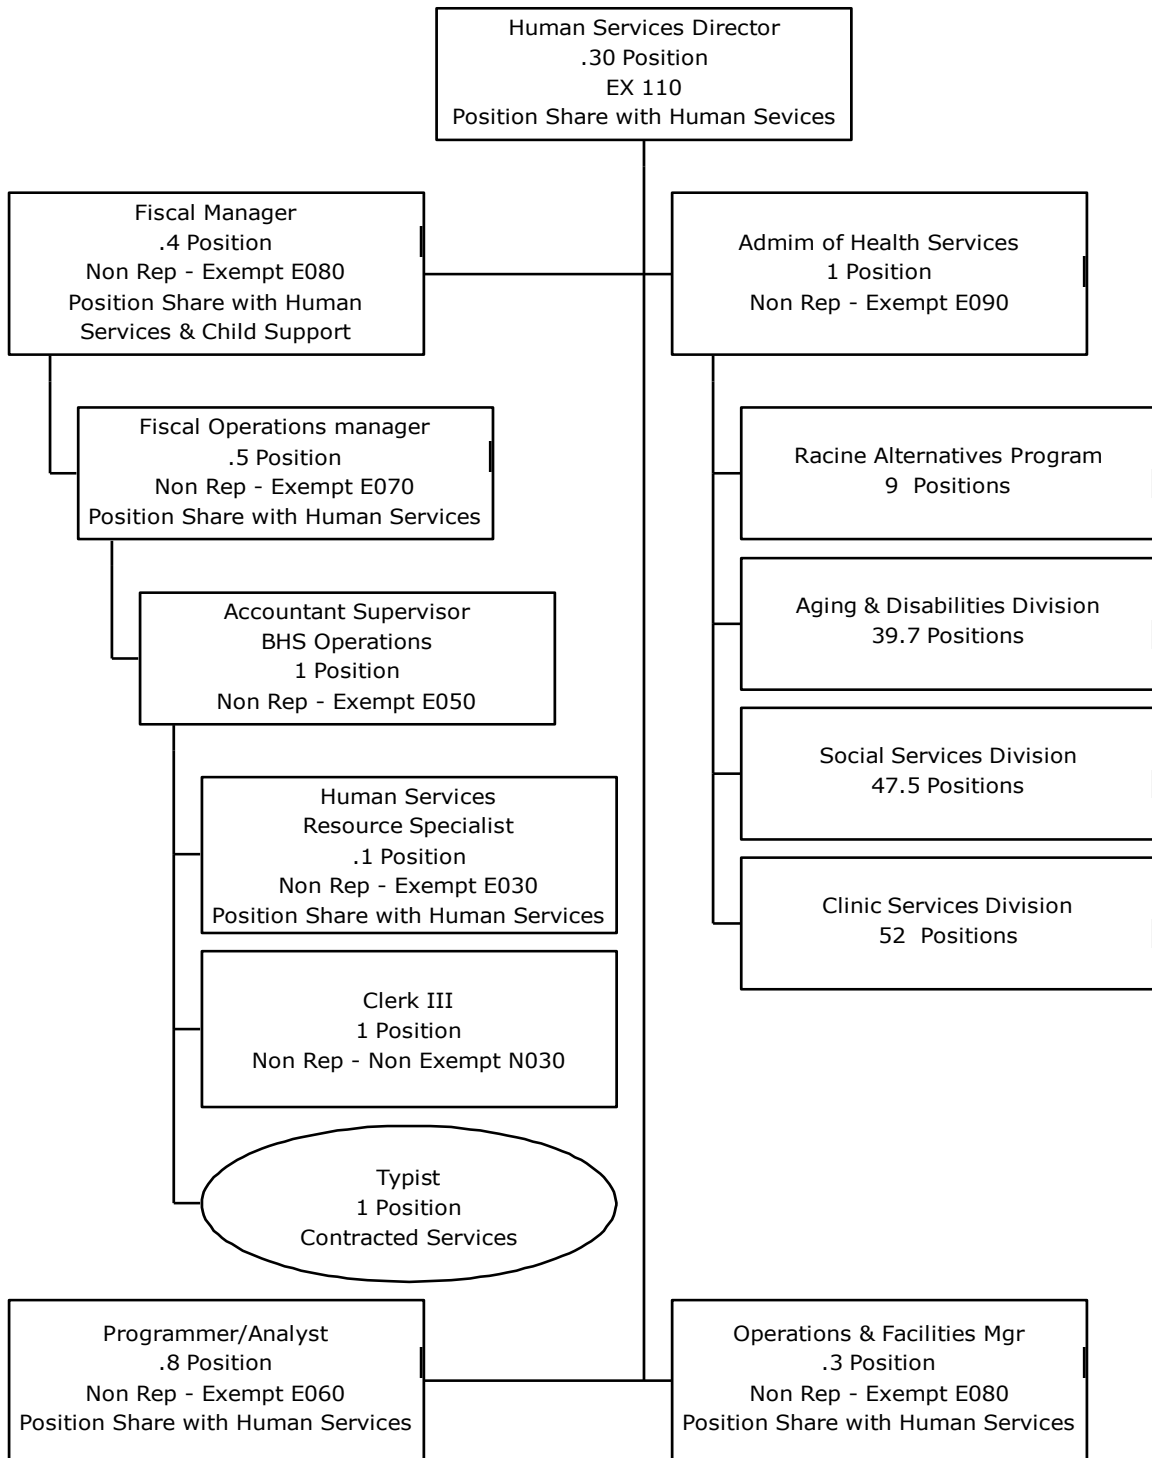 Human Services Director
.30 Position
EX 110
Position Share with Human Sevices
Fiscal Manager
.4 Position
Non Rep - Exempt E080
Position Share with Human
Services & Child Support
Admim of Health Services
1 Position
Non Rep - Exempt E090
Fiscal Operations manager
.5 Position
Non Rep - Exempt E070
Position Share with Human Services
Racine Alternatives Program
9 Positions
Accountant Supervisor
BHS Operations
1 Position
Non Rep - Exempt E050
Aging & Disabilities Division
39.7 Positions
Social Services Division
47.5 Positions
Human Services
Resource Specialist
.1 Position
Non Rep - Exempt E030
Position Share with Human Services
Clinic Services Division
52 Positions
Clerk III
1 Position
Non Rep - Non Exempt N030
Typist
1 Position
Contracted Services
Programmer/Analyst
.8 Position
Non Rep - Exempt E060
Position Share with Human Services
Operations & Facilities Mgr
.3 Position
Non Rep - Exempt E080
Position Share with Human Services